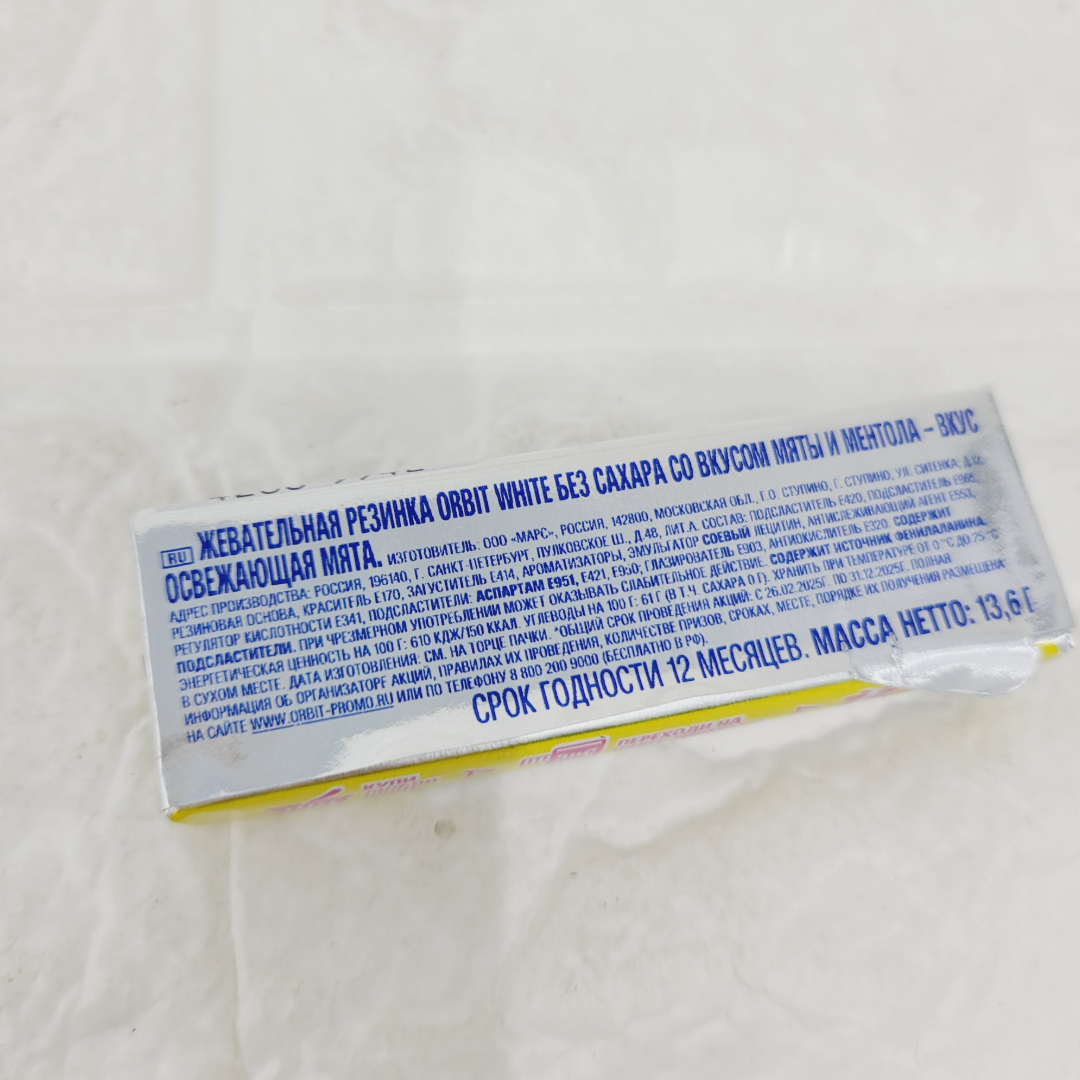 RU ЖЕВАТЕЛЬНАЯ РЕЗИНКА ORBIT WHITE БЕЗ САХАРА СО ВКУСОМ МЯТЫ И МЕНТОЛА – ВКУС
ОСВЕЖАЮЩАЯ МЯТА. ИЗГОТОВИТЕЛЬ: ООО «МАРС», РОССИЯ, 142800, МОСКОВСКАЯ ОБЛ., Г.О. СТУПИНО, Г. СТУПИНО, УЛ. СИТЕНКА, Д.12.
АДРЕС ПРОИЗВОДСТВА: РОССИЯ, 196140, Г. САНКТ-ПЕТЕРБУРГ, ПУЛКОВСКОЕ Ш., Д.48, ЛИТ.А. СОСТАВ: ПОДСЛАСТИТЕЛЬ E420, ПОДСЛАСТИТЕЛЬ E965,
РЕЗИНОВАЯ ОСНОВА, КРАСИТЕЛЬ E170, ЗАГУСТИТЕЛЬ E414, АРОМАТИЗАТОРЫ, ЭМУЛЬГАТОР СОЕВЫЙ ЛЕЦИТИН, АНТИСЛЕЖИВАЮЩИЙ АГЕНТ E553,
РЕГУЛЯТОР КИСЛОТНОСТИ E341, ПОДСЛАСТИТЕЛИ: АСПАРТАМ E951, E421, E950; ГЛАЗИРОВАТЕЛЬ E903, АНТИОКИСЛИТЕЛЬ E320. СОДЕРЖИТ
ПОДСЛАСТИТЕЛИ. ПРИ ЧРЕЗМЕРНОМ УПОТРЕБЛЕНИИ МОЖЕТ ОКАЗЫВАТЬ СЛАБИТЕЛЬНОЕ ДЕЙСТВИЕ. СОДЕРЖИТ ИСТОЧНИК ФЕНИЛАЛАНИНА.
ЭНЕРГЕТИЧЕСКАЯ ЦЕННОСТЬ НА 100 Г: 610 КДЖ/150 ККАЛ. УГЛЕВОДЫ НА 100 Г: 61 Г (В Т.Ч. САХАРА 0 Г). ХРАНИТЬ ПРИ ТЕМПЕРАТУРЕ ОТ 0 °С ДО 25 °С
В СУХОМ МЕСТЕ. ДАТА ИЗГОТОВЛЕНИЯ: СМ. НА ТОРЦЕ ПАЧКИ. *ОБЩИЙ СРОК ПРОВЕДЕНИЯ АКЦИЙ: С 26.02.2025Г. ПО 31.12.2025Г. ПОЛНАЯ
ИНФОРМАЦИЯ ОБ ОРГАНИЗАТОРЕ АКЦИЙ, ПРАВИЛАХ ИХ ПРОВЕДЕНИЯ, КОЛИЧЕСТВЕ ПРИЗОВ, СРОКАХ, МЕСТЕ, ПОРЯДКЕ ИХ ПОЛУЧЕНИЯ РАЗМЕЩЕНА
НА САЙТЕ WWW.ORBIT-PROMO.RU ИЛИ ПО ТЕЛЕФОНУ 8 800 200 9000 (БЕСПЛАТНО В РФ).
СРОК ГОДНОСТИ 12 МЕСЯЦЕВ. МАССА НЕТТО: 13,6 Г
КУПИ ПЕРЕХОДИ НА